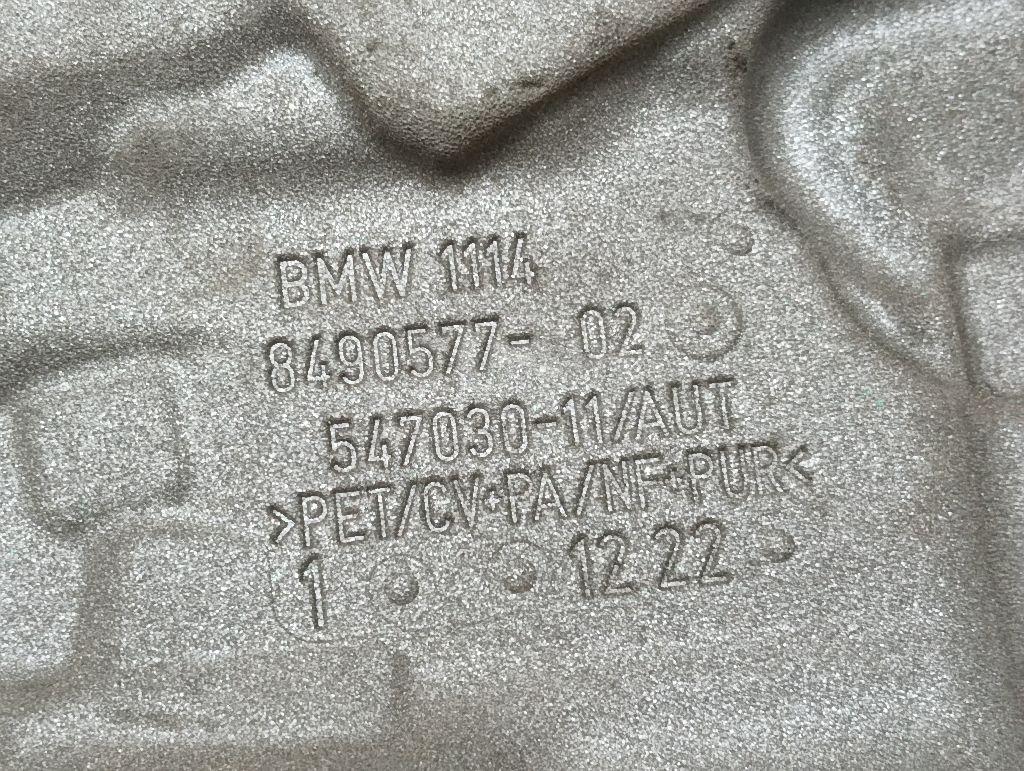 BMW 1114
8490577- 02
547030-11/AUT
>PET/CV+PA/NF+PUR<
1 12 22